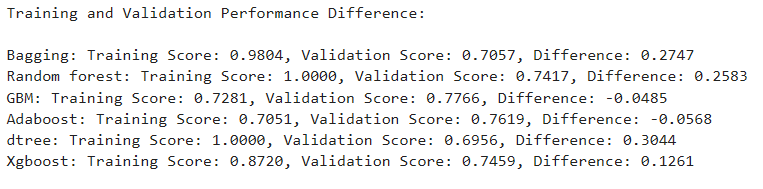 Training and Validation Performance Difference:
Bagging: Training Score: 0.9804, Validation Score: 0.7057, Difference: 0.2747
Random forest: Training Score: 1.0000, Validation Score: 0.7417, Difference: 0.2583
GBM: Training Score: 0.7281, Validation Score: 0.7766, Difference: -0.0485
Adaboost: Training Score: 0.7051, Validation Score: 0.7619, Difference: -0.0568
dtree: Training Score: 1.0000, Validation Score: 0.6956, Difference: 0.3044
Xgboost: Training Score: 0.8720, Validation Score: 0.7459, Difference: 0.1261